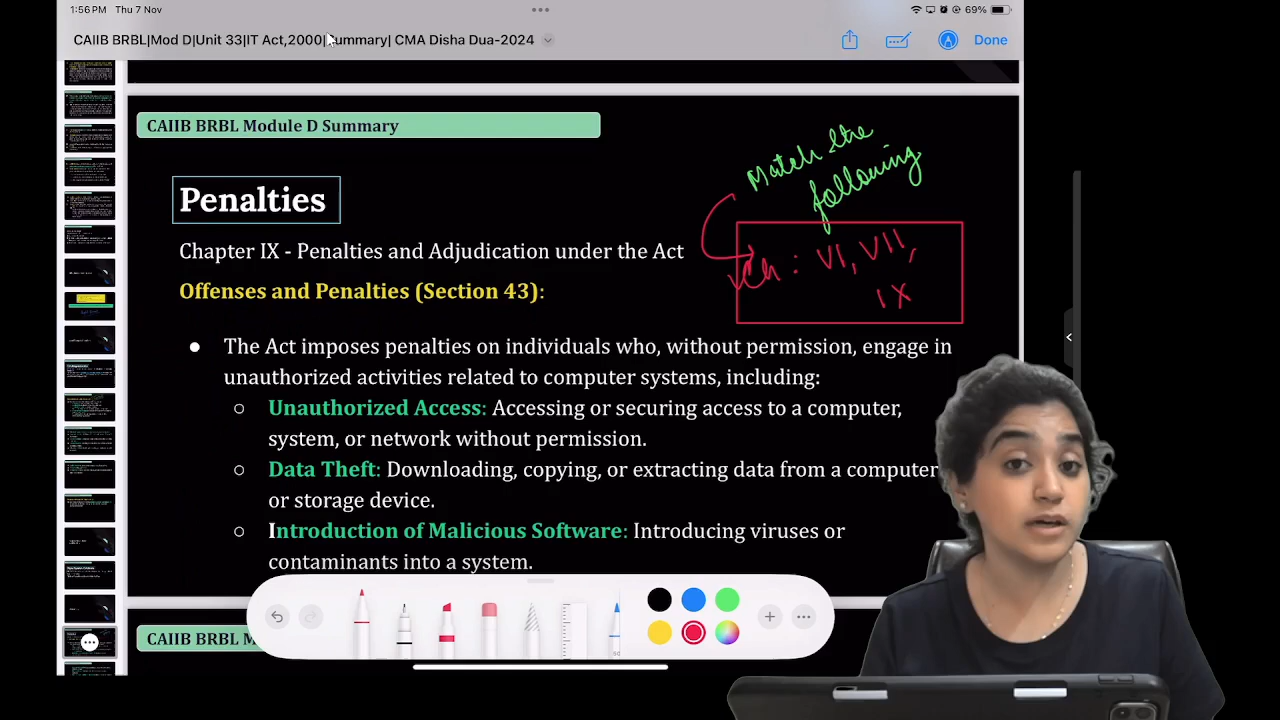 1:56 PM Thu 7 Nov
69%
CAIIB BRBL|Mod D|Unit 33|IT Act,2000|Summary| CMA Disha Dua-2024
Done
CAIIB BRBL Module D Summary
Match the
following
Penalties
Ch : VI, VII,
IX
Chapter IX - Penalties and Adjudication under the Act
Offenses and Penalties (Section 43):
The Act imposes penalties on individuals who, without permission, engage in
unauthorized activities related to computer systems, including:
Unauthorized Access: Accessing or securing access to a computer,
system, or network without permission.
Data Theft: Downloading, copying, or extracting data from a computer
or storage device.
Introduction of Malicious Software: Introducing viruses or
contaminants into a system.
CAIIB BRBL M